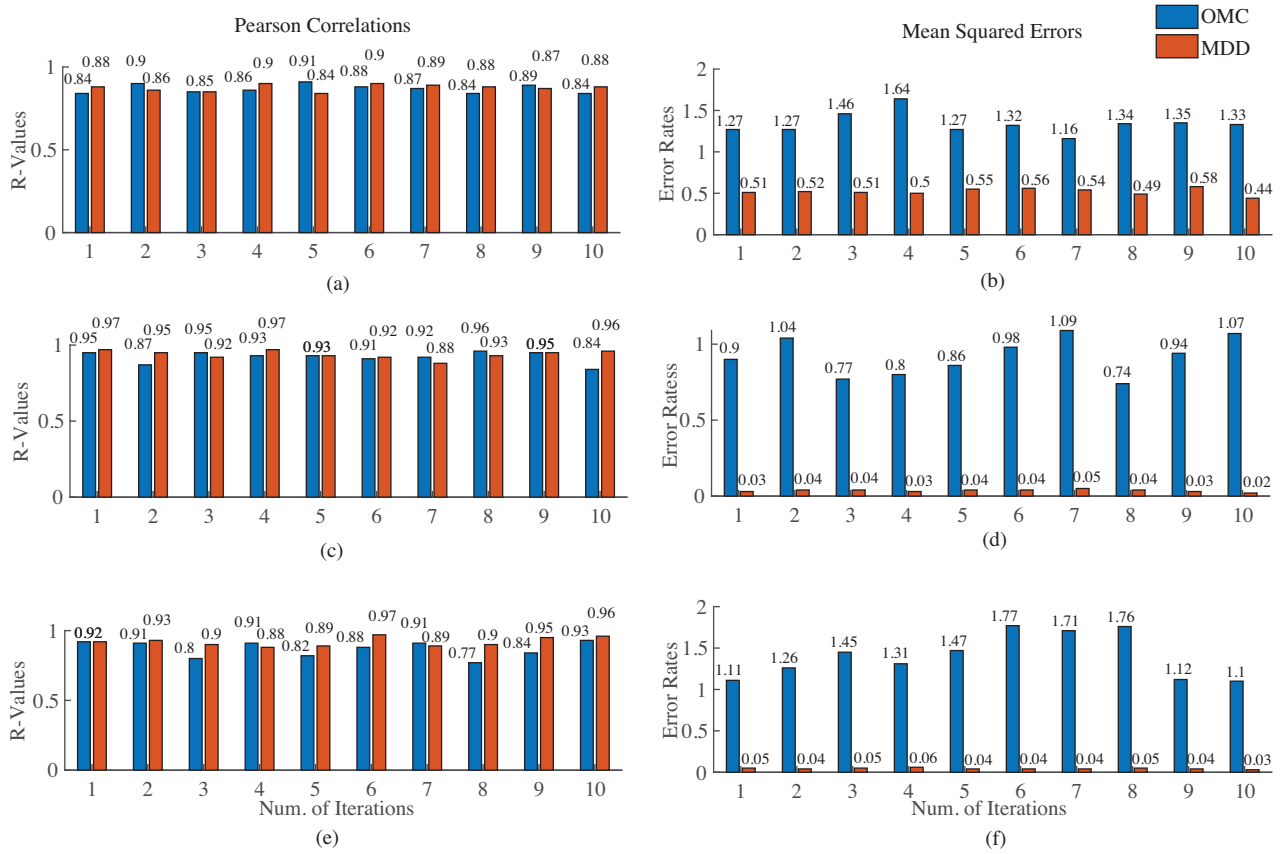 Pearson Correlations
Mean Squared Errors
OMC
MDD
R-Values
1
0.5
0
0.84 0.88 0.9 0.86 0.85 0.86 0.9 0.91 0.84 0.88 0.9 0.87 0.89 0.84 0.88 0.89 0.87 0.84 0.88
1 2 3 4 5 6 7 8 9 10
(a)
Error Rates
2
1.5
1
0.5
0
1.27 0.51 1.27 0.52 1.46 0.51 1.64 0.5 1.27 0.55 1.32 0.56 1.16 0.54 1.34 0.49 1.35 0.58 1.33 0.44
1 2 3 4 5 6 7 8 9 10
(b)
R-Values
1
0.5
0
0.95 0.97 0.87 0.95 0.95 0.92 0.93 0.97 0.93 0.91 0.92 0.92 0.88 0.96 0.93 0.95 0.84 0.96
1 2 3 4 5 6 7 8 9 10
(c)
Error Ratess
1
0.5
0
0.9 0.03 1.04 0.04 0.77 0.04 0.8 0.03 0.86 0.04 0.98 0.04 1.09 0.05 0.74 0.04 0.94 0.03 1.07 0.02
1 2 3 4 5 6 7 8 9 10
(d)
R-Values
1
0.5
0
0.92 0.91 0.93 0.8 0.9 0.91 0.88 0.82 0.89 0.88 0.97 0.91 0.89 0.77 0.9 0.84 0.95 0.93 0.96
1 2 3 4 5 6 7 8 9 10
Num. of Iterations
(e)
Error Rates
2
1.5
1
0.5
0
1.11 0.05 1.26 0.04 1.45 0.05 1.31 0.06 1.47 0.04 1.77 0.04 1.71 0.04 1.76 0.05 1.12 0.04 1.1 0.03
1 2 3 4 5 6 7 8 9 10
Num. of Iterations
(f)